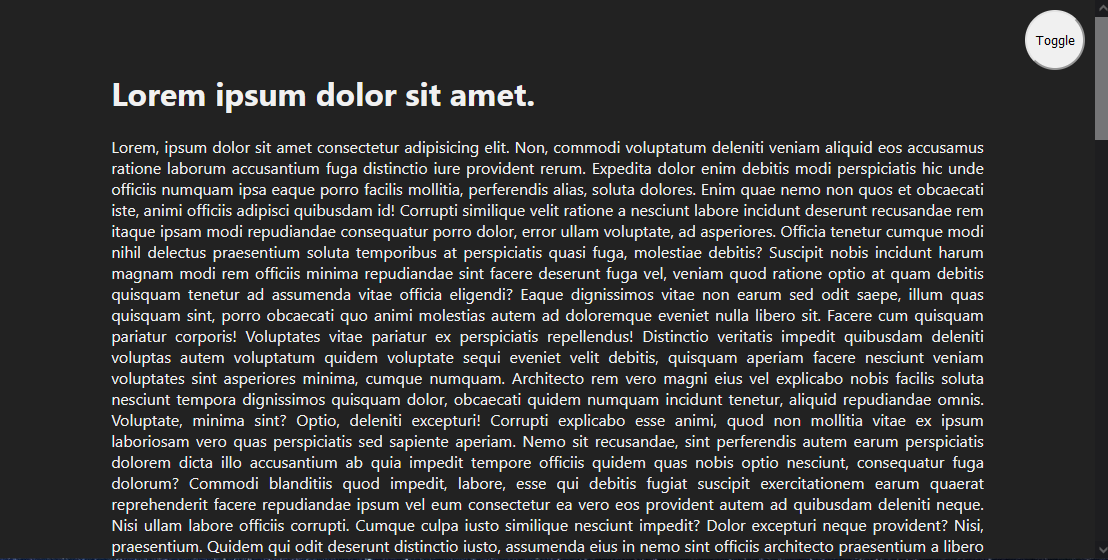 Toggle
Lorem ipsum dolor sit amet.
Lorem, ipsum dolor sit amet consectetur adipisicing elit. Non, commodi voluptatum deleniti veniam aliquid eos accusamus
ratione laborum accusantium fuga distinctio iure provident rerum. Expedita dolor enim debitis modi perspiciatis hic unde
officiis numquam ipsa eaque porro facilis mollitia, perferendis alias, soluta dolores. Enim quae nemo non quos et obcaecati
iste, animi officiis adipisci quibusdam id! Corrupti similique velit ratione a nesciunt labore incidunt deserunt recusandae rem
itaque ipsam modi repudiandae consequatur porro dolor, error ullam voluptate, ad asperiores. Officia tenetur cumque modi
nihil delectus praesentium soluta temporibus at perspiciatis quasi fuga, molestiae debitis? Suscipit nobis incidunt harum
magnam modi rem officiis minima repudiandae sint facere deserunt fuga vel, veniam quod ratione optio at quam debitis
quisquam tenetur ad assumenda vitae officia eligendi? Eaque dignissimos vitae non earum sed odit saepe, illum quas
quisquam sint, porro obcaecati quo animi molestias autem ad doloremque eveniet nulla libero sit. Facere cum quisquam
pariatur corporis! Voluptates vitae pariatur ex perspiciatis repellendus! Distinctio veritatis impedit quibusdam deleniti
voluptas autem voluptatum quidem voluptate sequi eveniet velit debitis, quisquam aperiam facere nesciunt veniam
voluptates sint asperiores minima, cumque numquam. Architecto rem vero magni eius vel explicabo nobis facilis soluta
nesciunt tempora dignissimos quisquam dolor, obcaecati quidem numquam incidunt tenetur, aliquid repudiandae omnis.
Voluptate, minima sint? Optio, deleniti excepturi! Corrupti explicabo esse animi, quod non mollitia vitae ex ipsum
laboriosam vero quas perspiciatis sed sapiente aperiam. Nemo sit recusandae, sint perferendis autem earum perspiciatis
dolorem dicta illo accusantium ab quia impedit tempore officiis quidem quas nobis optio nesciunt, consequatur fuga
dolorum? Commodi blanditiis quod impedit, labore, esse qui debitis fugiat suscipit exercitationem earum quaerat
reprehenderit facere repudiandae ipsum vel eum consectetur ea vero eos provident autem ad quibusdam deleniti neque.
Nisi ullam labore officiis corrupti. Cumque culpa iusto similique nesciunt impedit? Dolor excepturi neque provident? Nisi,
praesentium. Quidem qui odit deserunt distinctio iusto, assumenda eius in nemo sint officiis architecto praesentium a libero